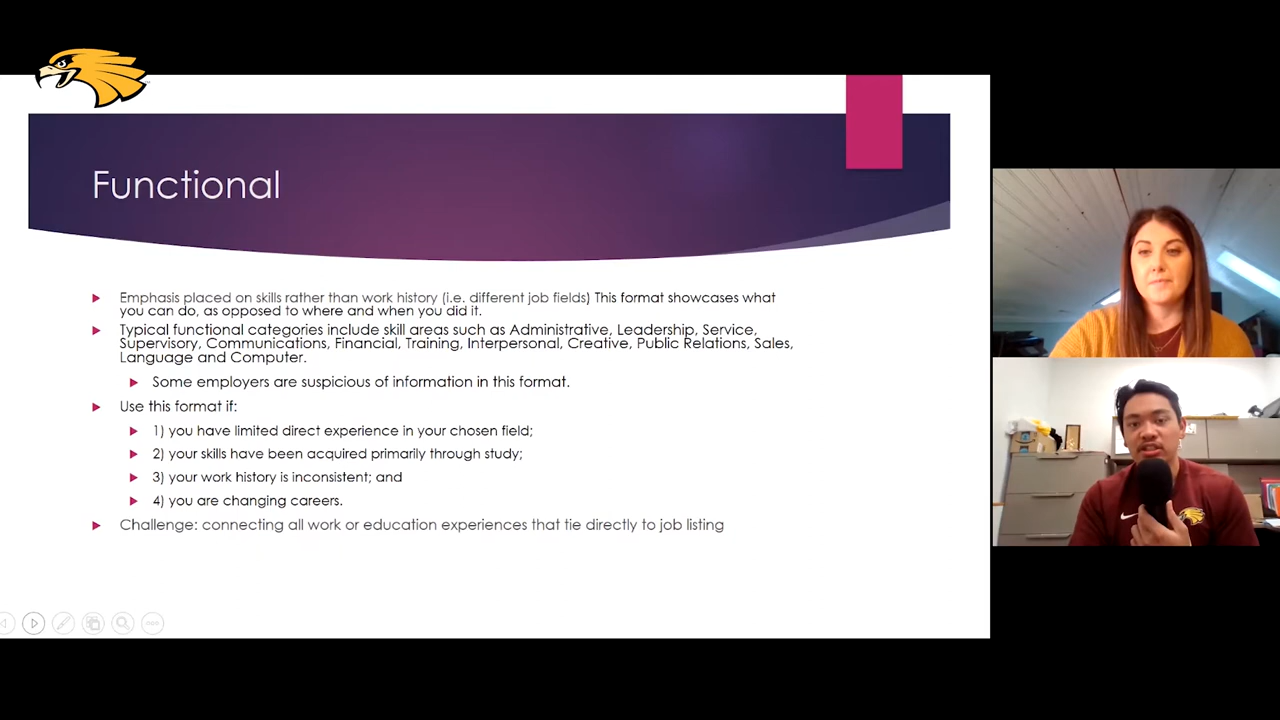 Functional
Emphasis placed on skills rather than work history (i.e. different job fields) This format showcases what
you can do, as opposed to where and when you did it.
Typical functional categories include skill areas such as Administrative, Leadership, Service,
Supervisory, Communications, Financial, Training, Interpersonal, Creative, Public Relations, Sales,
Language and Computer.
Some employers are suspicious of information in this format.
Use this format if:
1) you have limited direct experience in your chosen field;
2) your skills have been acquired primarily through study;
3) your work history is inconsistent; and
4) you are changing careers.
Challenge: connecting all work or education experiences that tie directly to job listing